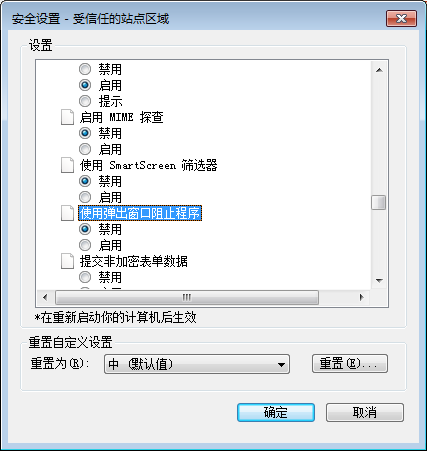 安全设置 - 受信任的站点区域
设置
禁用
启用
提示
启用 MIME 探查
禁用
启用
使用 SmartScreen 筛选器
禁用
启用
使用弹出窗口阻止程序
禁用
启用
提交非加密表单数据
禁用
*在重新启动你的计算机后生效
重置自定义设置
重置为(R): 中 (默认值) 重置(E)...
确定 取消